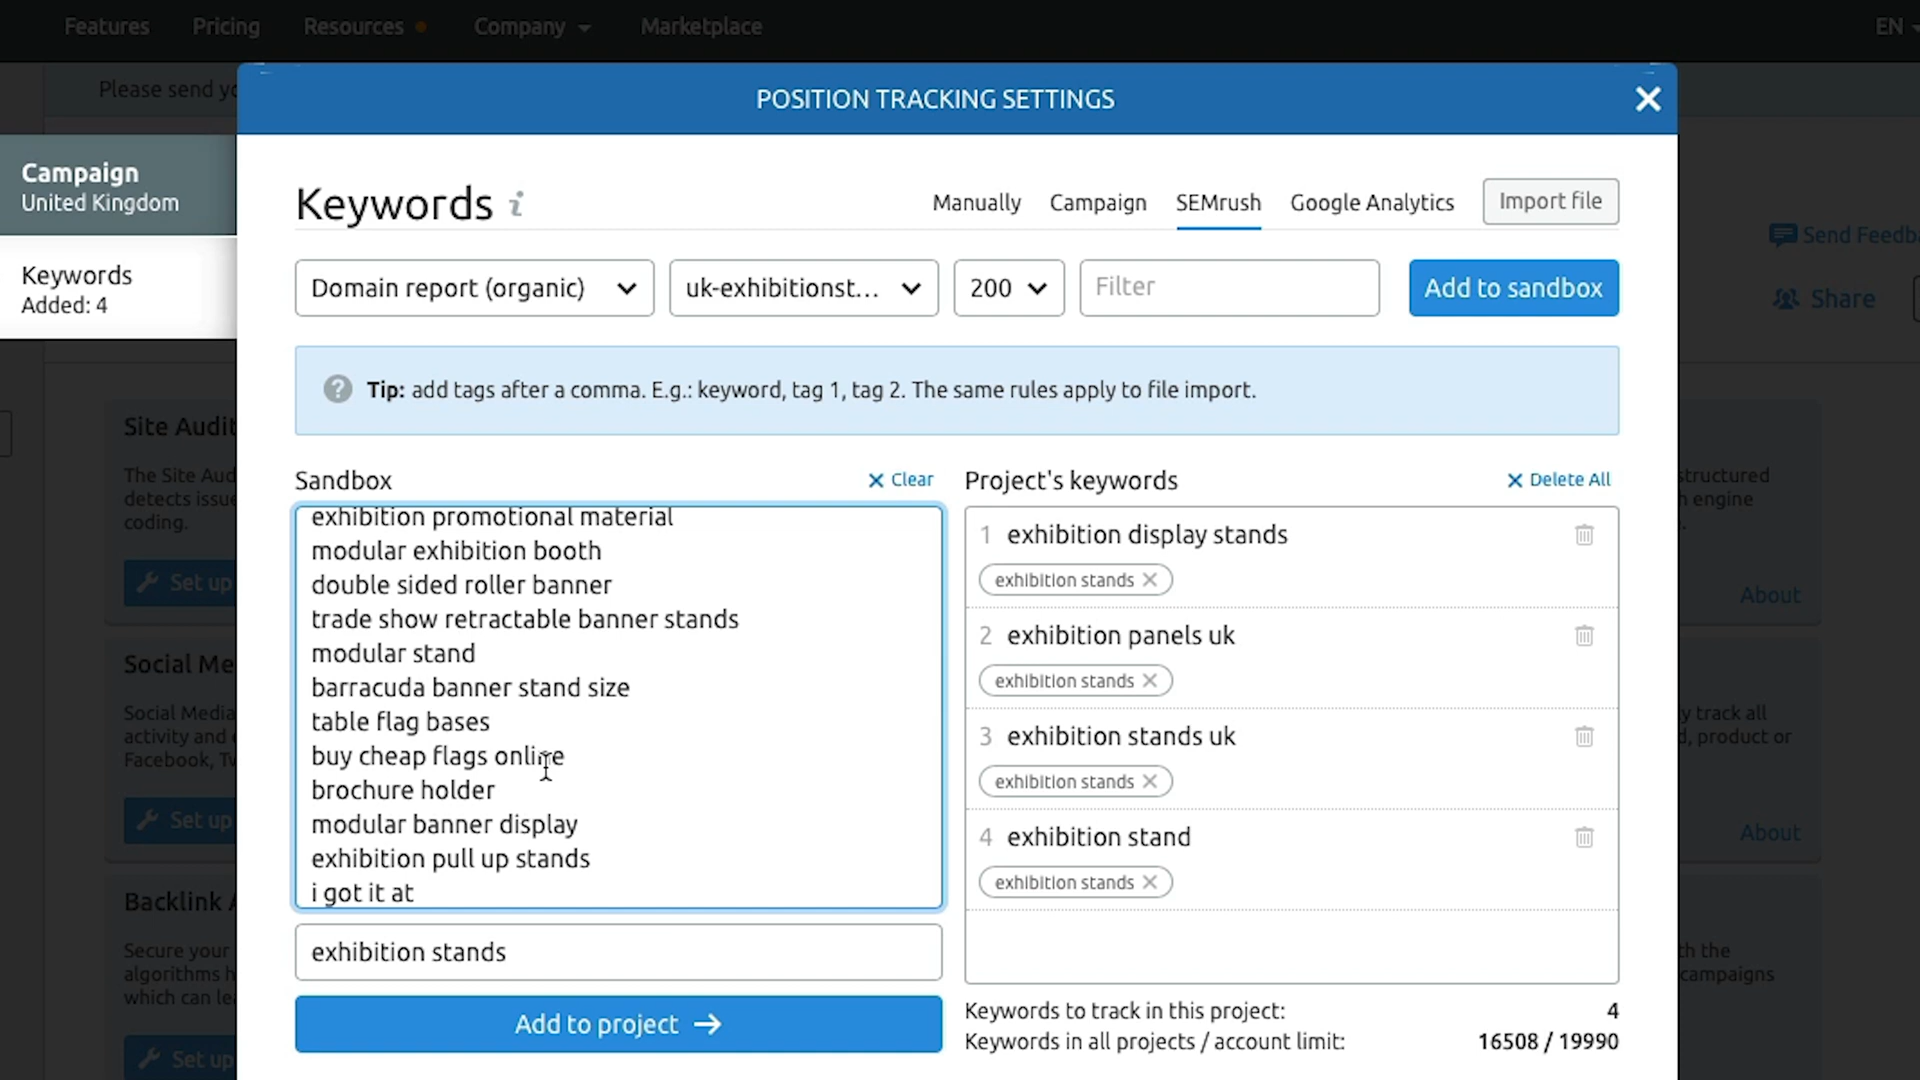 Features Pricing Resources Company Marketplace EN
Please send yo
POSITION TRACKING SETTINGS
Campaign
United Kingdom
Keywords
Added: 4
Keywords
Manually Campaign SEMrush Google Analytics Import file
Domain report (organic) uk-exhibitionst... 200 Filter Add to sandbox
Send Feedba
Share
Tip: add tags after a comma. E.g.: keyword, tag 1, tag 2. The same rules apply to file import.
Sandbox Clear
exhibition promotional material
modular exhibition booth
double sided roller banner
trade show retractable banner stands
modular stand
barracuda banner stand size
table flag bases
buy cheap flags online
brochure holder
modular banner display
exhibition pull up stands
i got it at
exhibition stands
Add to project
Project's keywords Delete All
1 exhibition display stands
exhibition stands
2 exhibition panels uk
exhibition stands
3 exhibition stands uk
exhibition stands
4 exhibition stand
exhibition stands
Keywords to track in this project: 4
Keywords in all projects / account limit: 16508 / 19990
Site Audit
The Site Aud
detects issue
coding.
Set up
Social Me
Social Media
activity and e
Facebook, Tw
Set up
Backlink A
Secure your
algorithms h
which can lea
Set up
structured
h engine
About
y track all
d, product or
About
th the
campaigns